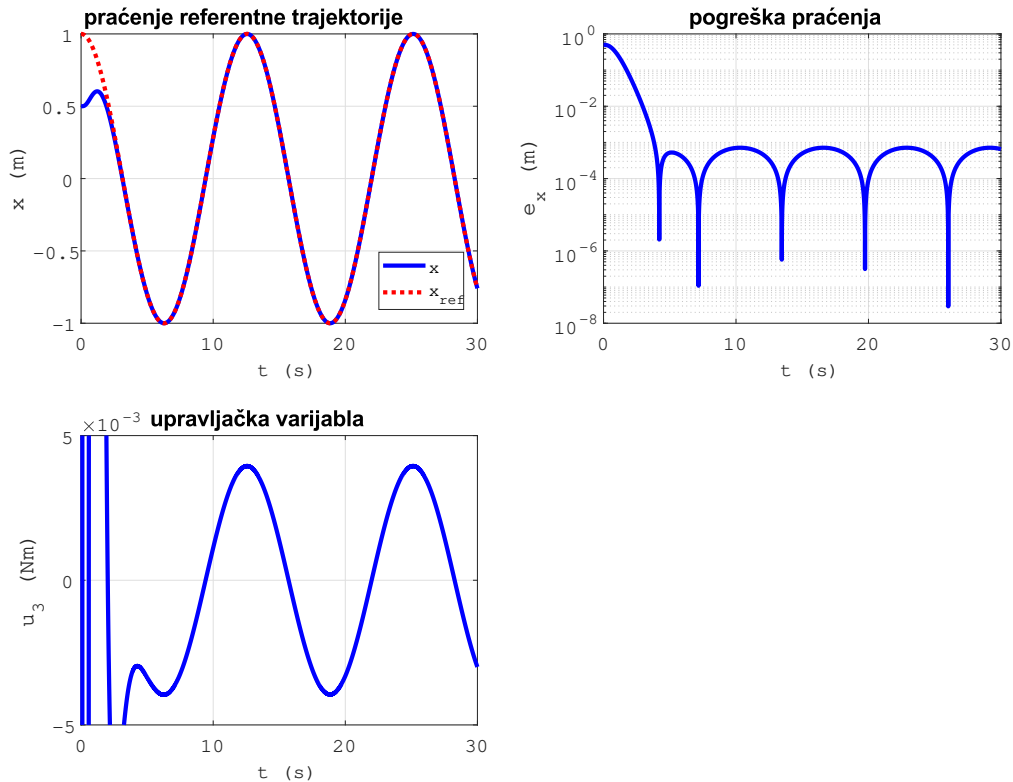 praćenje referentne trajektorije
1
0.5
0
-0.5
-1
x (m)
x
x_ref
0 10 20 30
t (s)
pogreška praćenja
10^0
10^-2
10^-4
10^-6
10^-8
e_x (m)
0 10 20 30
t (s)
×10^-3 upravljačka varijabla
5
0
-5
u_3 (Nm)
0 10 20 30
t (s)